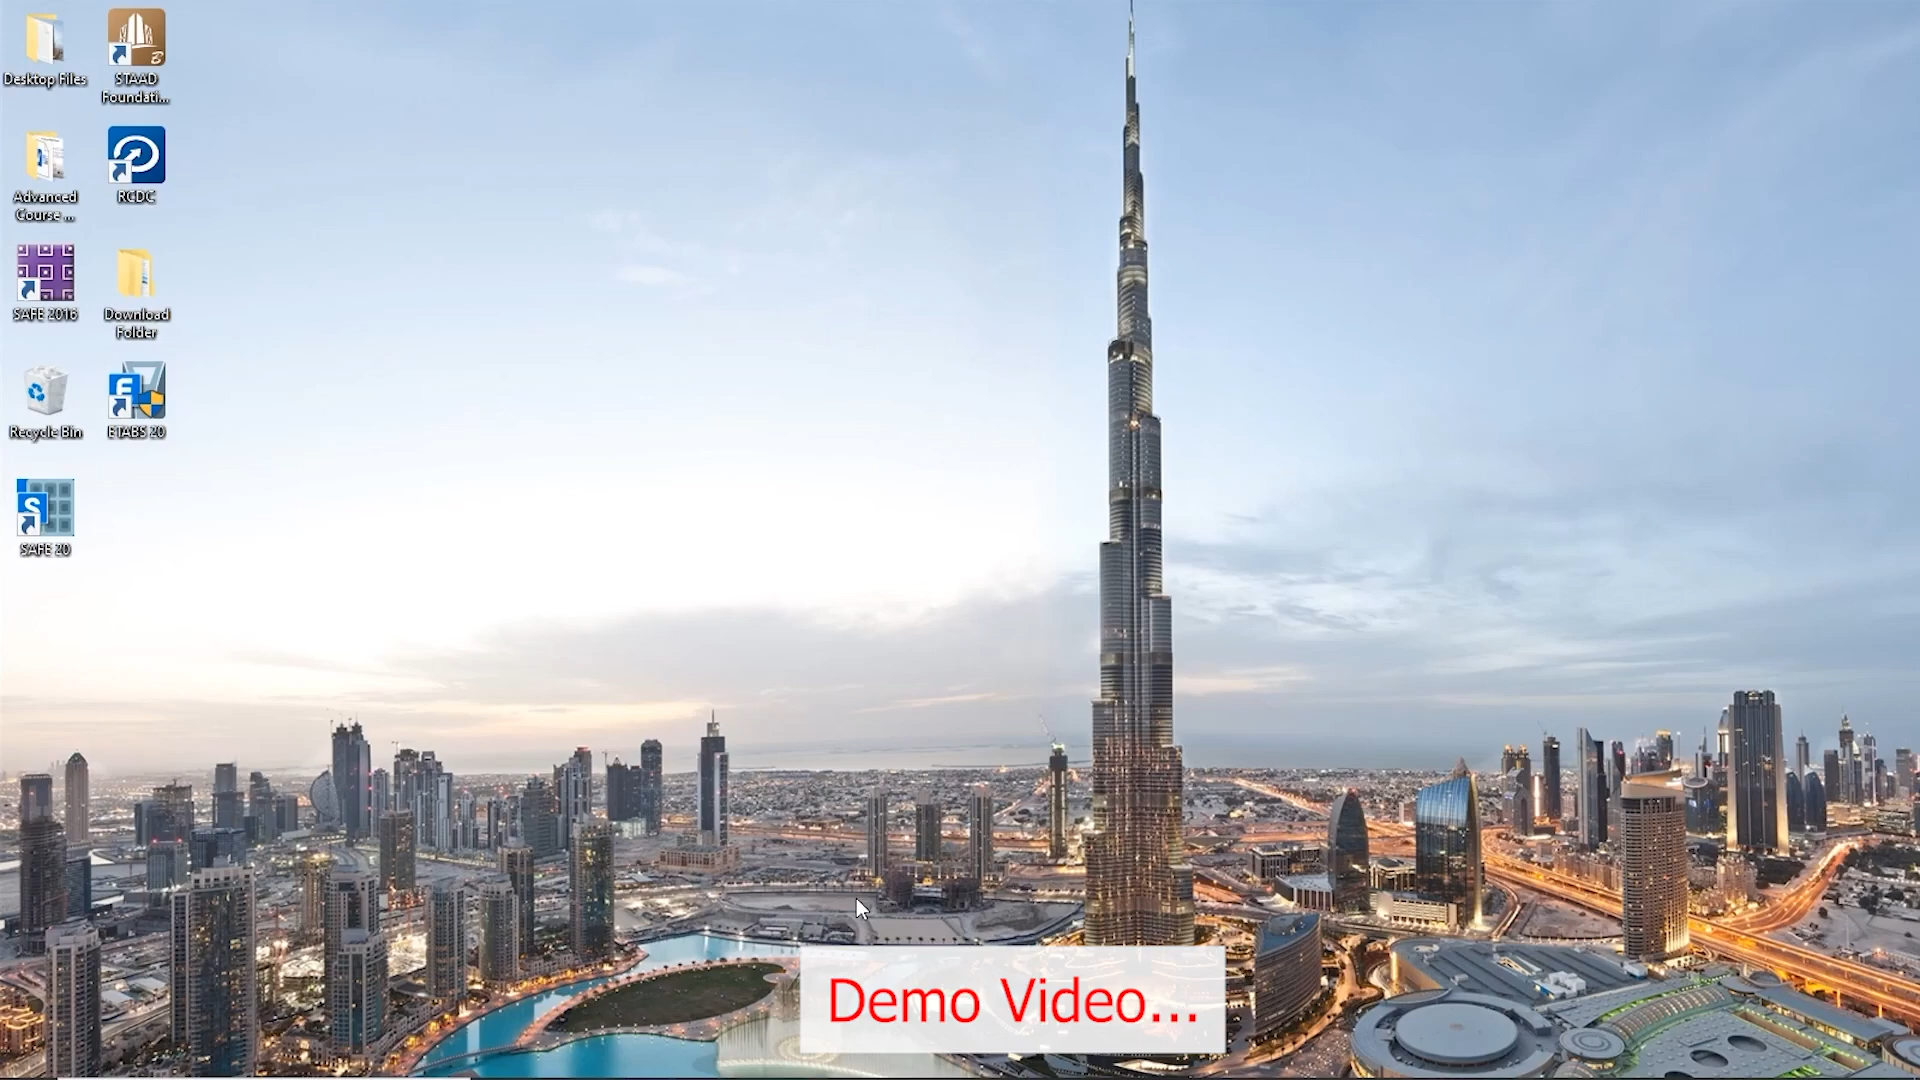 Desktop Files
STAAD
Foundati...
Advanced
Course ...
RCDC
SAFE 2016
Download
Folder
Recycle Bin
ETABS 20
SAFE 20
Demo Video...